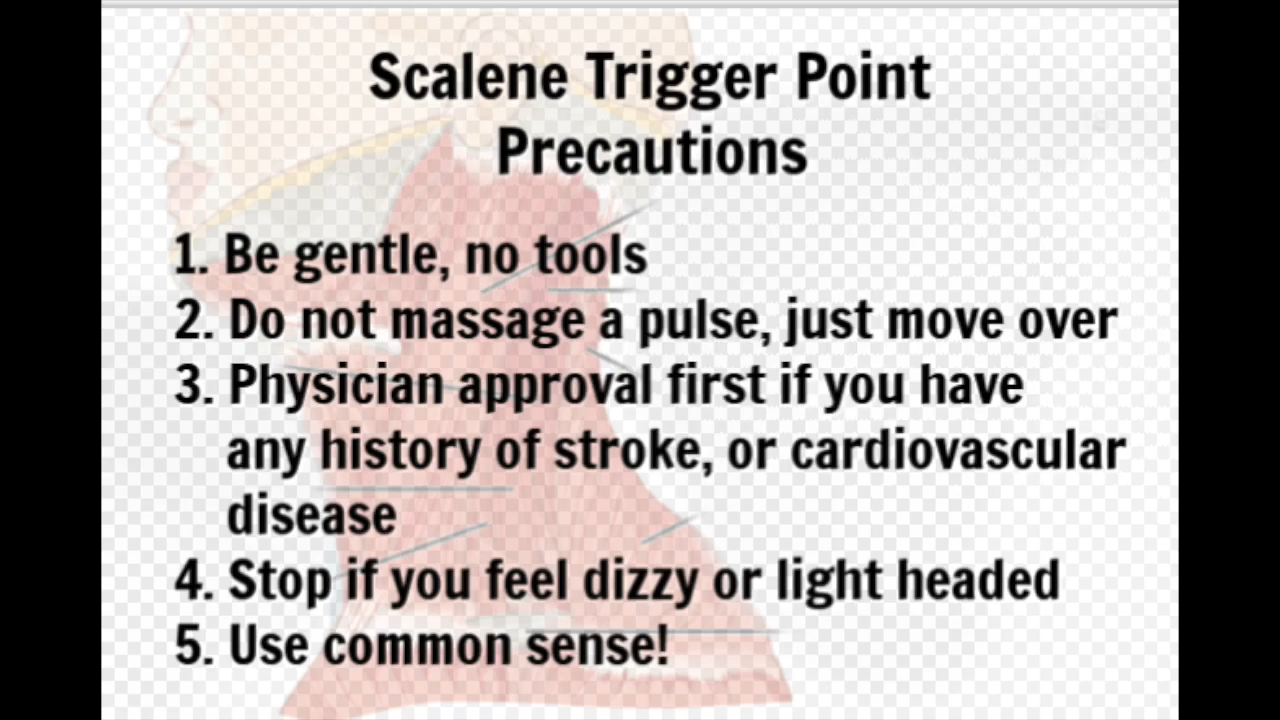 Scalene Trigger Point
Precautions
1. Be gentle, no tools
2. Do not massage a pulse, just move over
3. Physician approval first if you have
any history of stroke, or cardiovascular
disease
4. Stop if you feel dizzy or light headed
5. Use common sense!